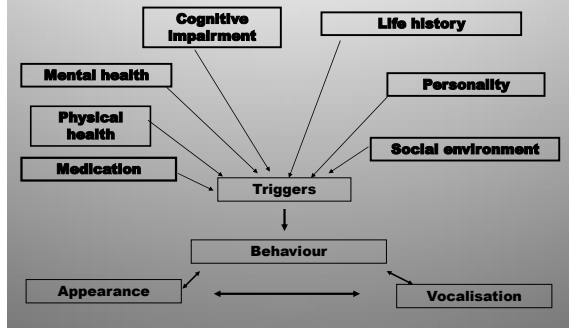 Cognitive
impairment
Life history
Mental health
Personality
Physical
health
Social environment
Medication
Triggers
Behaviour
Appearance
Vocalisation